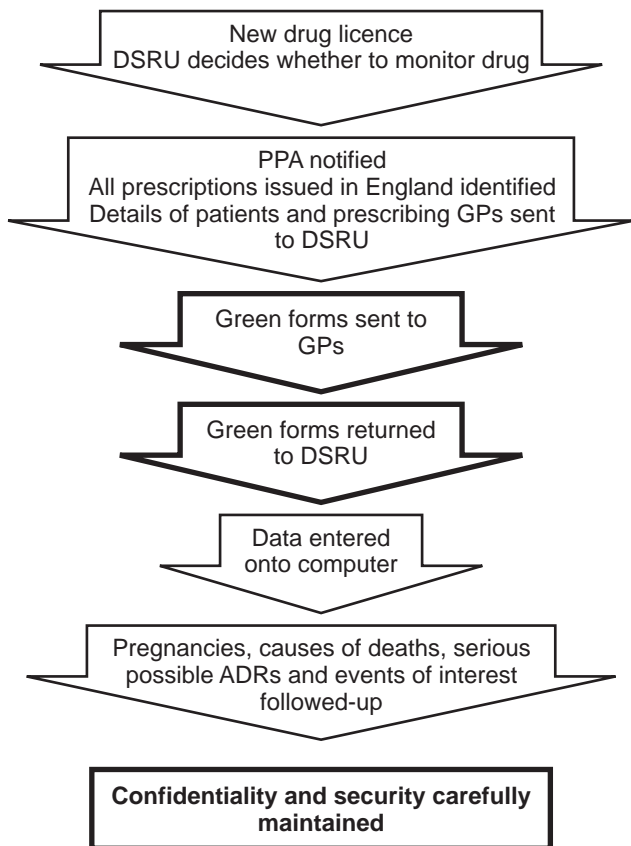 New drug licence
DSRU decides whether to monitor drug
PPA notified
All prescriptions issued in England identified
Details of patients and prescribing GPs sent
to DSRU
Green forms sent to
GPs
Green forms returned
to DSRU
Data entered
onto computer
Pregnancies, causes of deaths, serious
possible ADRs and events of interest
followed-up
Confidentiality and security carefully
maintained